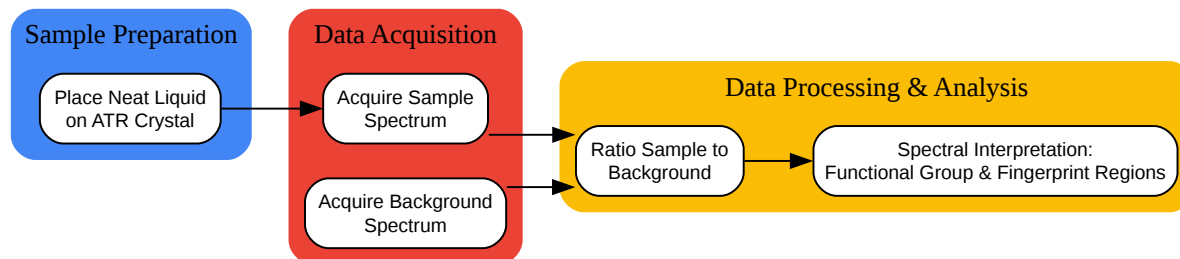 Sample Preparation
Place Neat Liquid
on ATR Crystal
Data Acquisition
Acquire Sample
Spectrum
Acquire Background
Spectrum
Data Processing & Analysis
Ratio Sample to
Background
Spectral Interpretation:
Functional Group & Fingerprint Regions